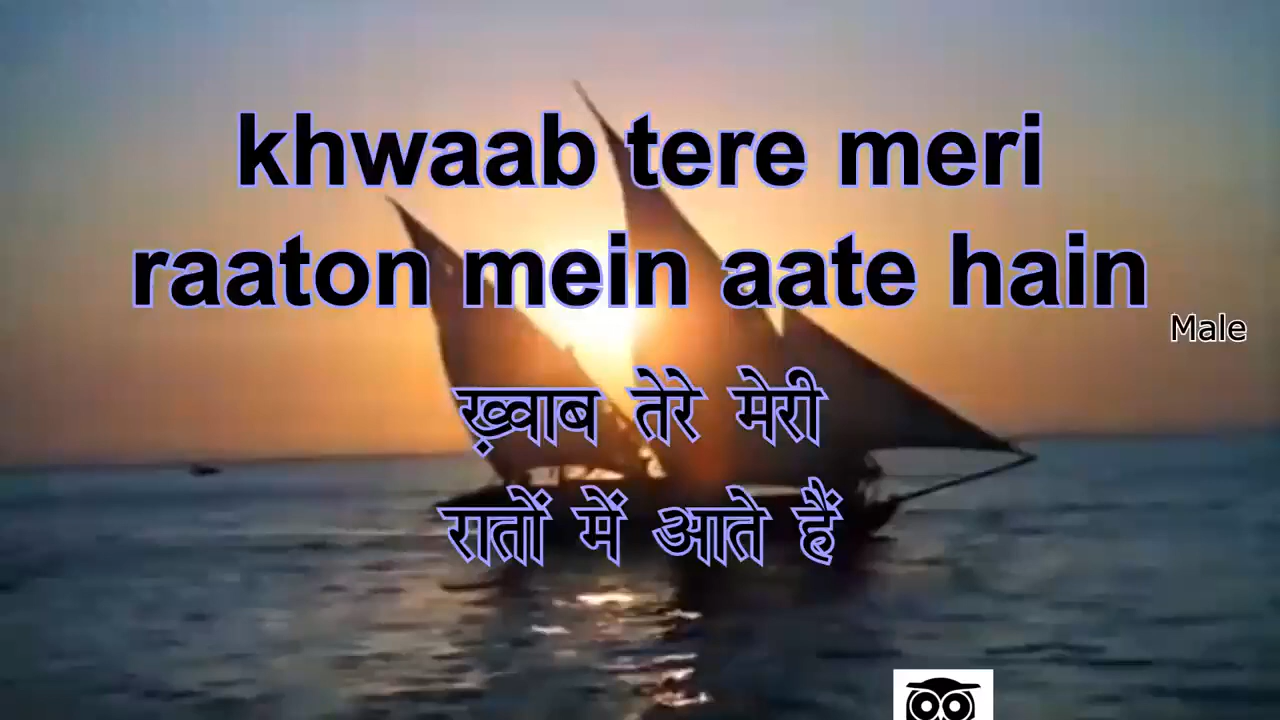 khwaab tere meri
raaton mein aate hain
Male
ख़्वाब तेरे मेरी
रातों में आते हैं